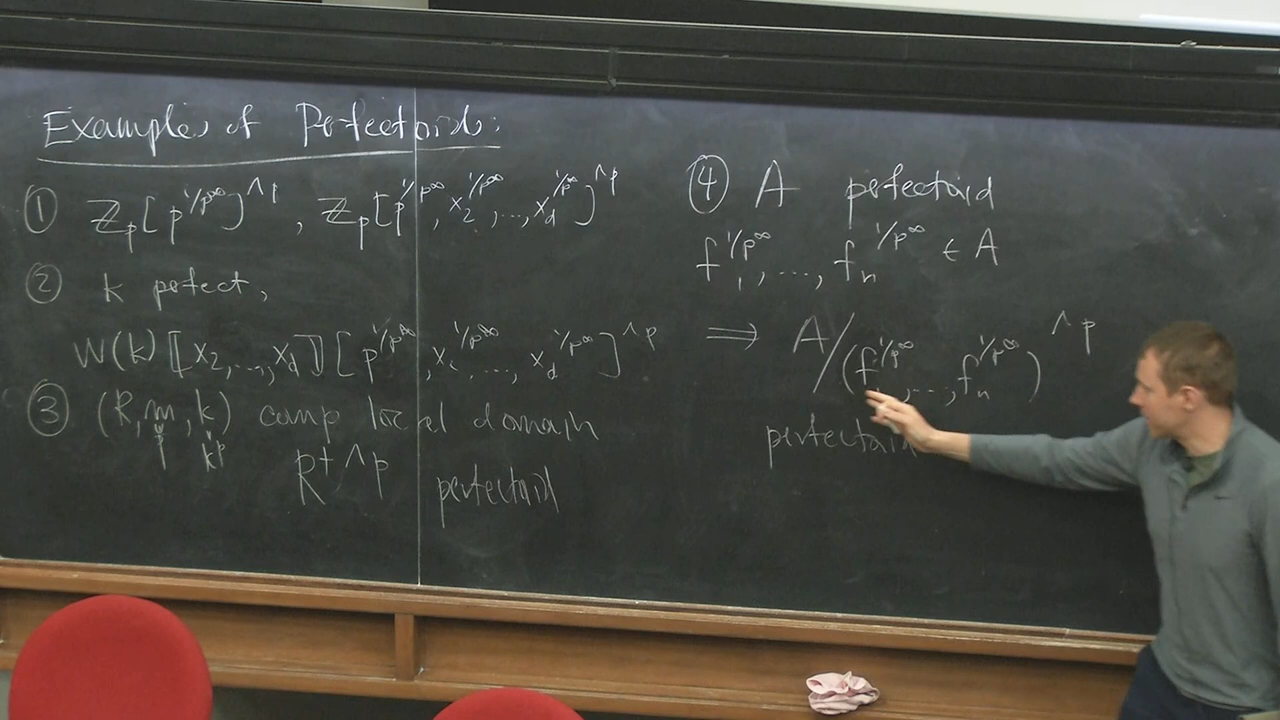 Examples of Perfectoids:
① ℤ_p[p^{1/p^∞}]^{∧p}, ℤ_p[p^{1/p^∞}, x_2^{1/p^∞}, ..., x_d^{1/p^∞}]^{∧p}
② k perfect,
W(k)⟦x_2, ..., x_d⟧[p^{1/p^∞}, x_2^{1/p^∞}, ..., x_d^{1/p^∞}]^{∧p}
③ (R, m, k) comp local domain
R^{+ ∧p} perfectoid
④ A perfectoid
f_1^{1/p^∞}, ..., f_n^{1/p^∞} ∈ A
⟹ A/(f_1^{1/p^∞}, ..., f_n^{1/p^∞})^{∧p}
perfectoid